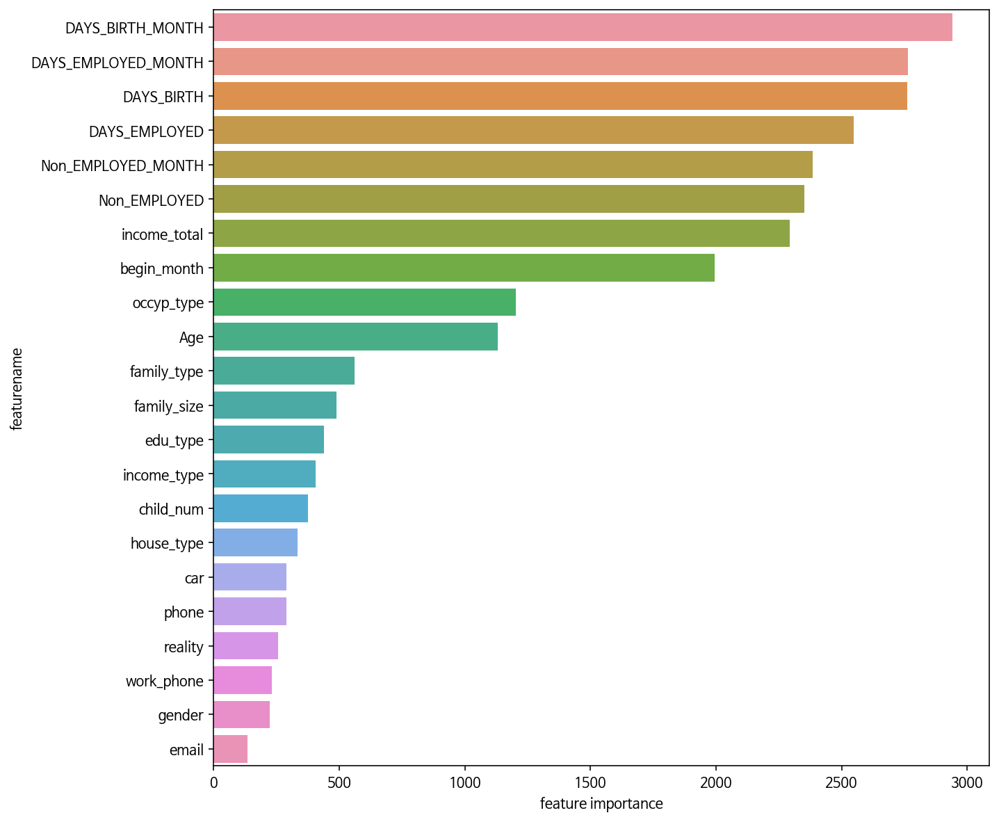 DAYS_BIRTH_MONTH
DAYS_EMPLOYED_MONTH
DAYS_BIRTH
DAYS_EMPLOYED
Non_EMPLOYED_MONTH
Non_EMPLOYED
income_total
begin_month
occyp_type
Age
family_type
family_size
edu_type
income_type
child_num
house_type
car
phone
reality
work_phone
gender
email
featurename
0 500 1000 1500 2000 2500 3000
feature importance